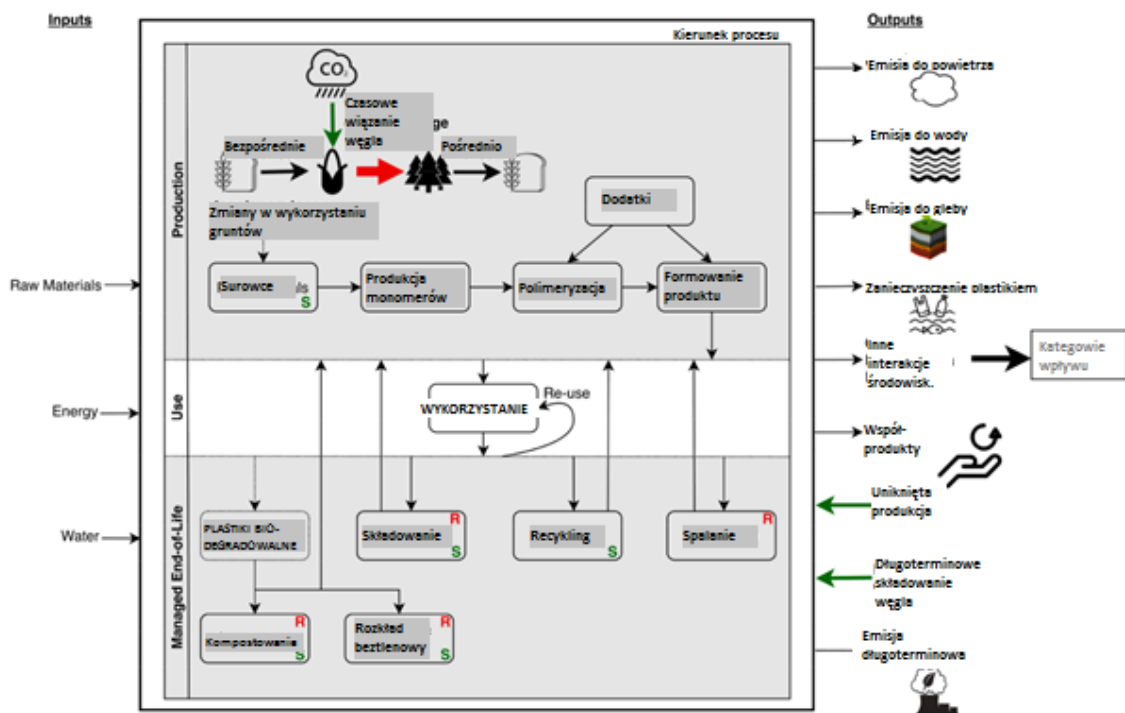 Inputs
Outputs
Kierunek procesu
Production
CO₂
Czasowe
wiązanie
węgla
ge
Bezpośrednie
Pośrednio
Zmiany w wykorzystaniu
gruntów
Dodatki
Surowce
ls
S
Produkcja
monomerów
Polimeryzacja
Formowanie
produktu
Raw Materials
Energy
Water
Use
WYKORZYSTANIE
Re-use
Managed End-of-Life
PLASTIKI BIO-
DEGRADOWALNE
Składowanie
R
S
Recykling
S
Spalanie
R
Kompostowania
R
S
Rozkład
beztlenowy
R
S
Emisja do powietrza
Emisja do wody
Emisja do gleby
Zanieczyszczenie plastikiem
Inne
interakcje
środowisk.
Kategowie
wpływu
Współ-
produkty
Uniknięta
produkcja
Długoterminowe
składowanie
węgla
Emisja
długoterminowa